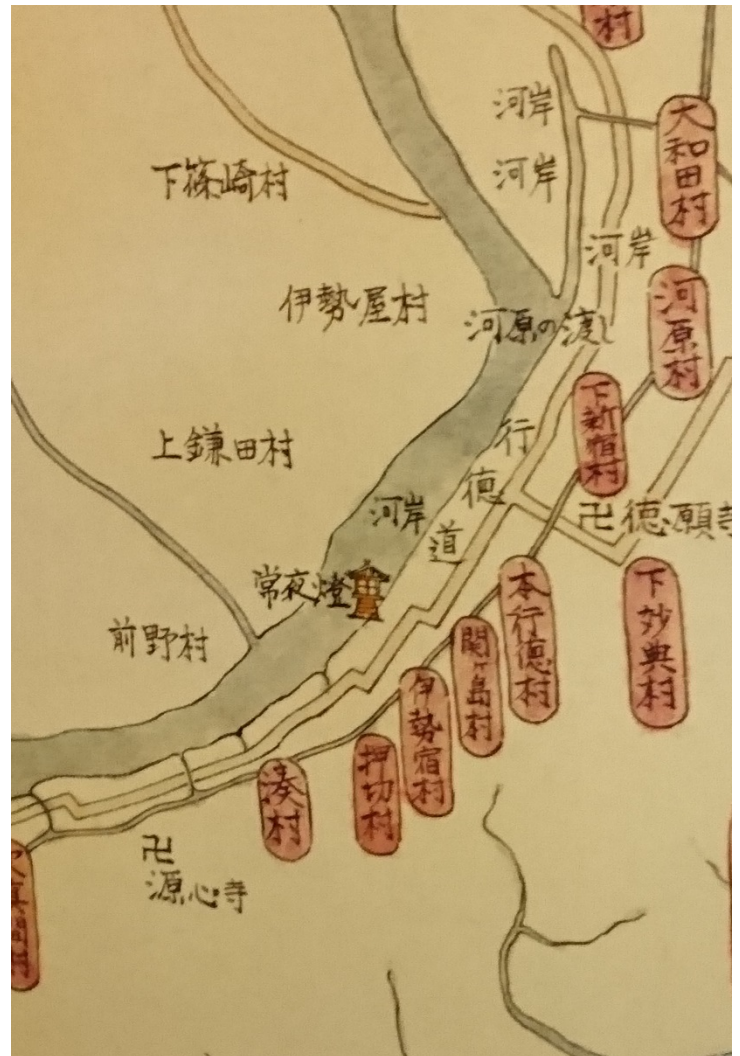 村
河岸
大和田村
下篠崎村
河岸
河岸
伊勢屋村
河原村
河原の渡し
下新宿村
行徳道
上鎌田村
河岸
卍徳願寺
常夜燈
本行徳村
下妙典村
前野村
関ヶ島村
伊勢宿村
押切村
湊村
卍
源心寺